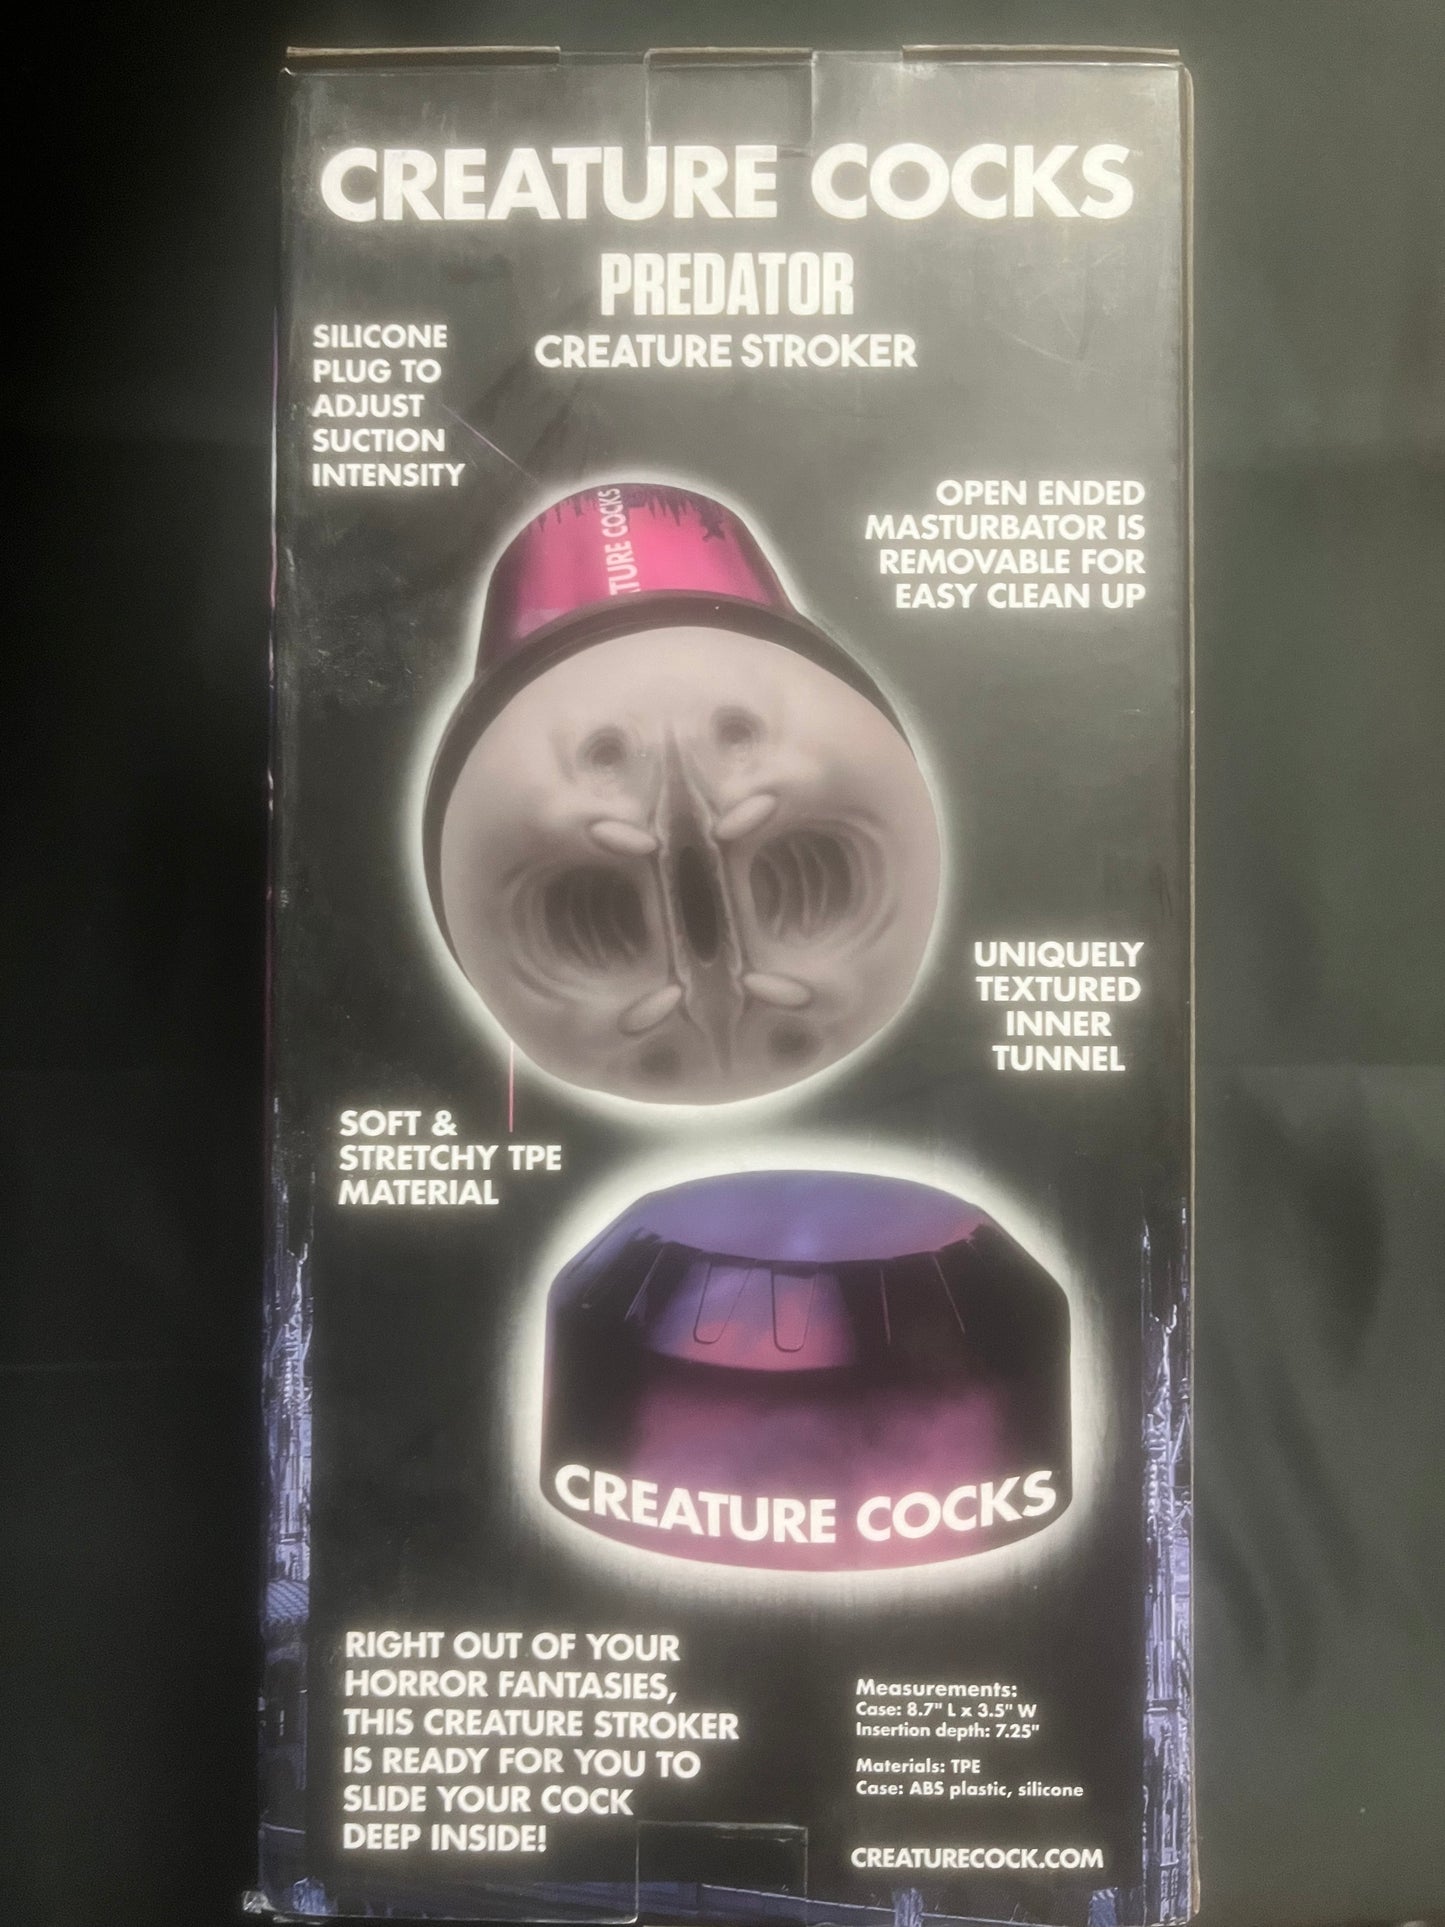 CREATURE COCKS™
PREDATOR
CREATURE STROKER
SILICONE
PLUG TO
ADJUST
SUCTION
INTENSITY
OPEN ENDED
MASTURBATOR IS
REMOVABLE FOR
EASY CLEAN UP
TURE COCKS
UNIQUELY
TEXTURED
INNER
TUNNEL
SOFT &
STRETCHY TPE
MATERIAL
CREATURE COCKS
RIGHT OUT OF YOUR
HORROR FANTASIES,
THIS CREATURE STROKER
IS READY FOR YOU TO
SLIDE YOUR COCK
DEEP INSIDE!
Measurements:
Case: 8.7" L x 3.5" W
Insertion depth: 7.25"
Materials: TPE
Case: ABS plastic, silicone
CREATURECOCK.COM